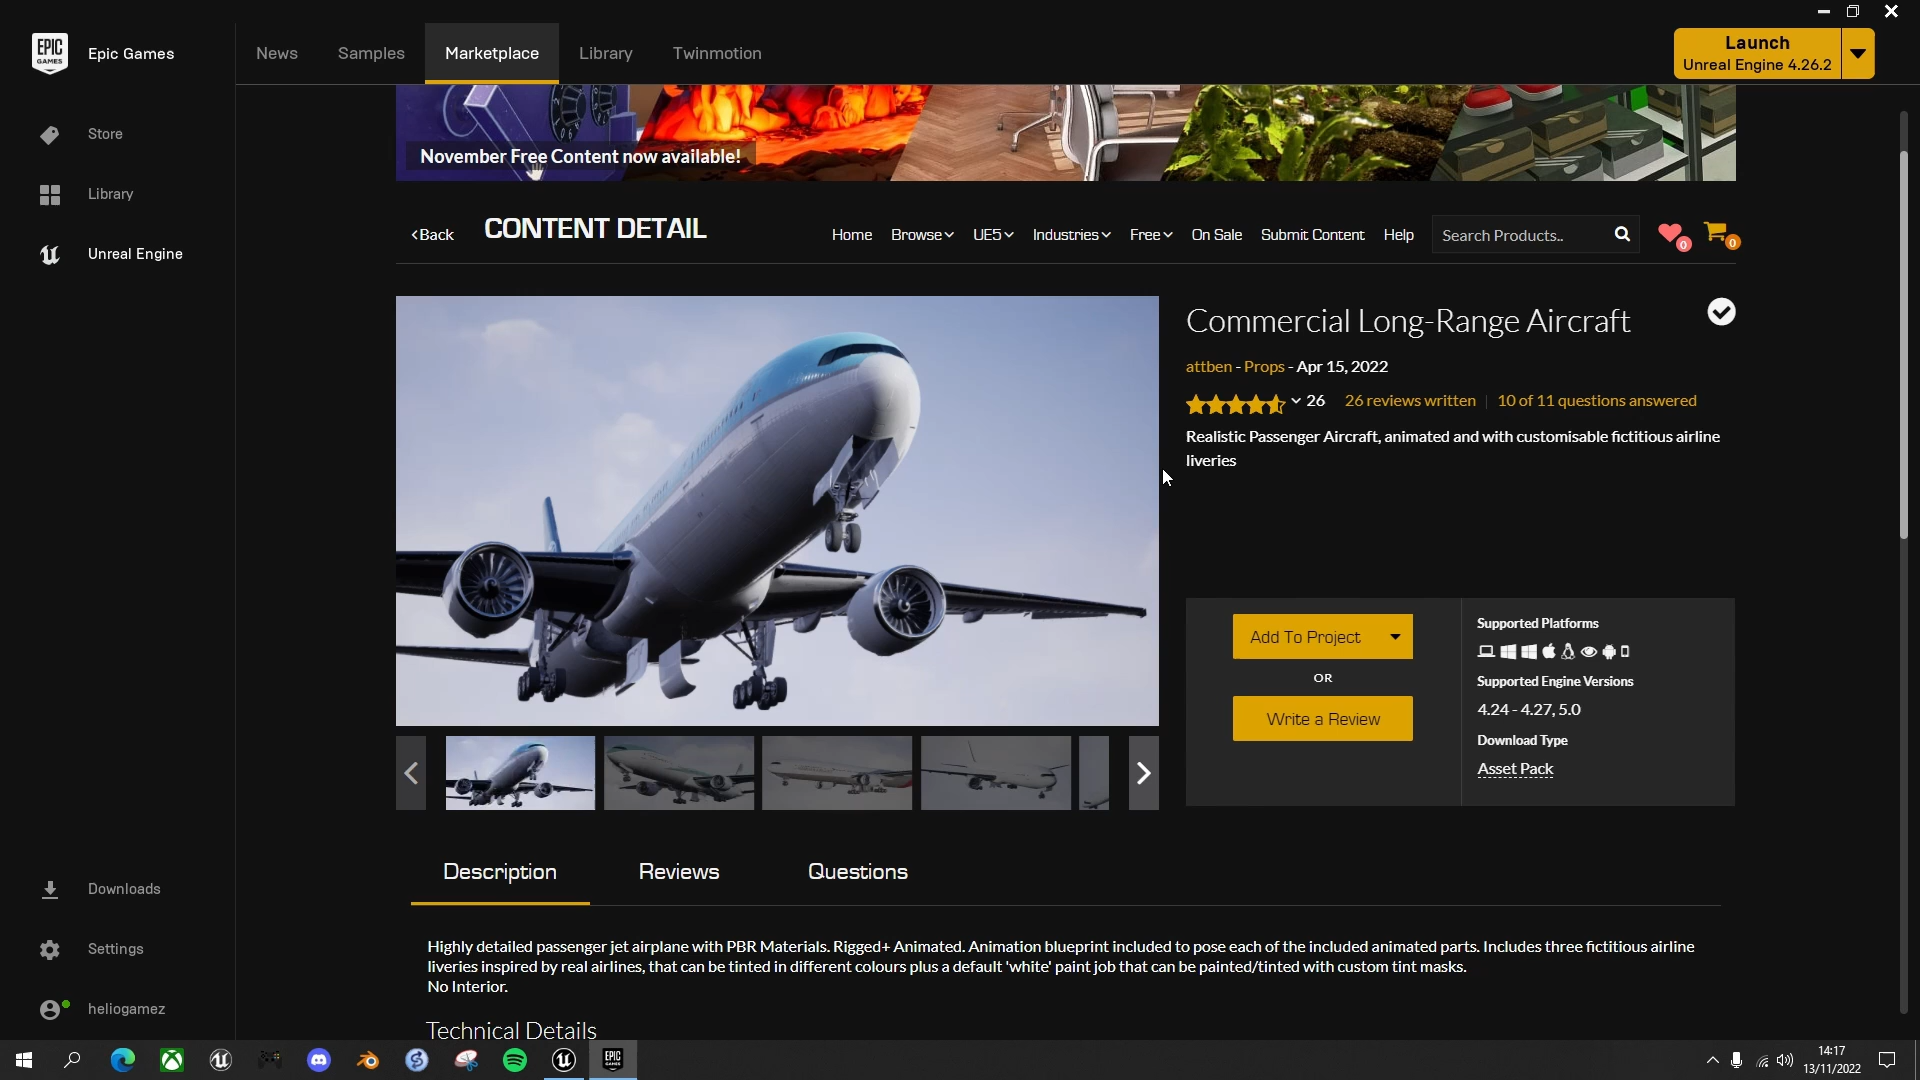 EPIC
GAMES
Epic Games
News
Samples
Marketplace
Library
Twinmotion
Launch
Unreal Engine 4.26.2
Store
Library
Unreal Engine
November Free Content now available!
Back
CONTENT DETAIL
Home
Browse
UE5
Industries
Free
On Sale
Submit Content
Help
Search Products..
0
0
Commercial Long-Range Aircraft
attben - Props - Apr 15, 2022
26
26 reviews written
10 of 11 questions answered
Realistic Passenger Aircraft, animated and with customisable fictitious airline
liveries
Add To Project
OR
Write a Review
Supported Platforms
Supported Engine Versions
4.24 - 4.27, 5.0
Download Type
Asset Pack
Description
Reviews
Questions
Highly detailed passenger jet airplane with PBR Materials. Rigged+ Animated. Animation blueprint included to pose each of the included animated parts. Includes three fictitious airline
liveries inspired by real airlines, that can be tinted in different colours plus a default 'white' paint job that can be painted/tinted with custom tint masks.
No Interior.
Technical Details
Downloads
Settings
heliogamez
EPIC
GAMES
14:17
13/11/2022